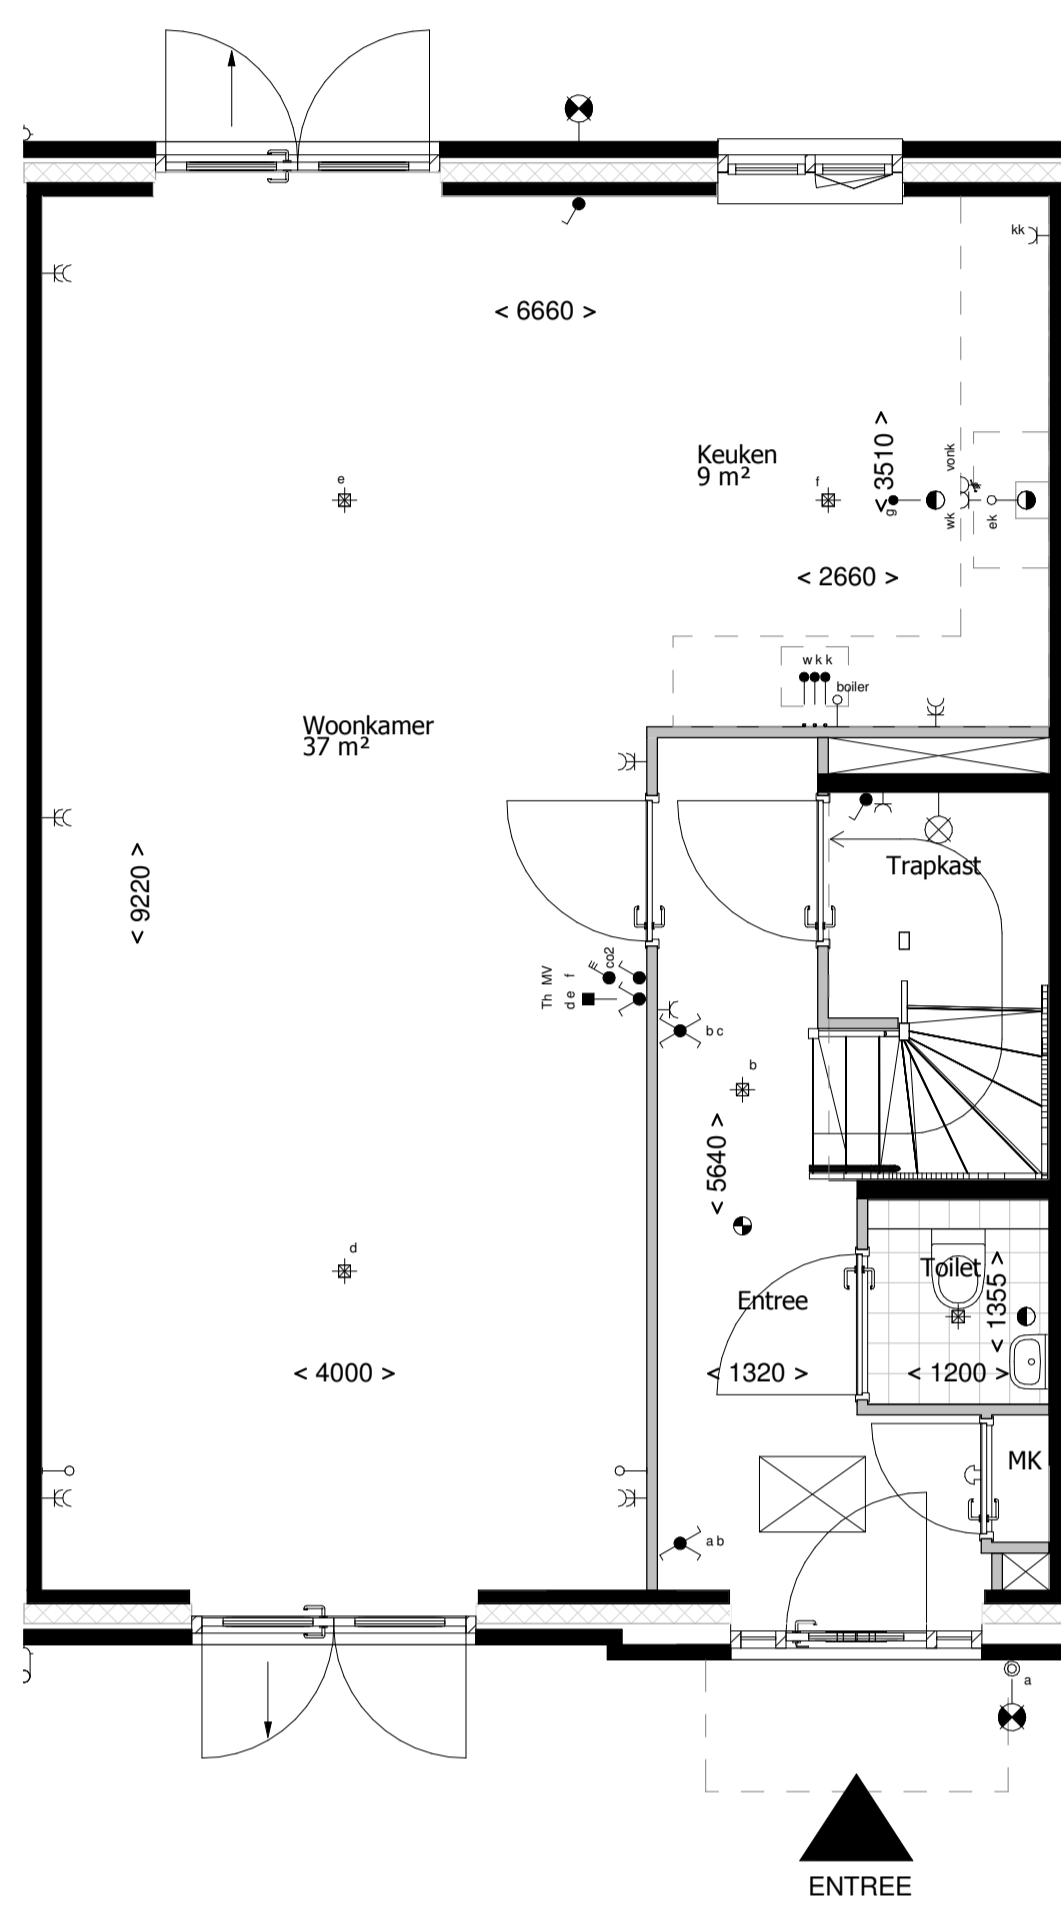 kk
< 6660 >
Keuken
9 m²
< 3510 >
vonk
e
f
g
wk
ek
< 2660 >
w k k
boiler
Woonkamer
37 m²
Trapkast
< 9220 >
Th MV
d e f
co2
b c
b
< 5640 >
d
Toilet
< 1355 >
Entree
< 4000 >
< 1320 >
< 1200 >
MK
a b
a
ENTREE